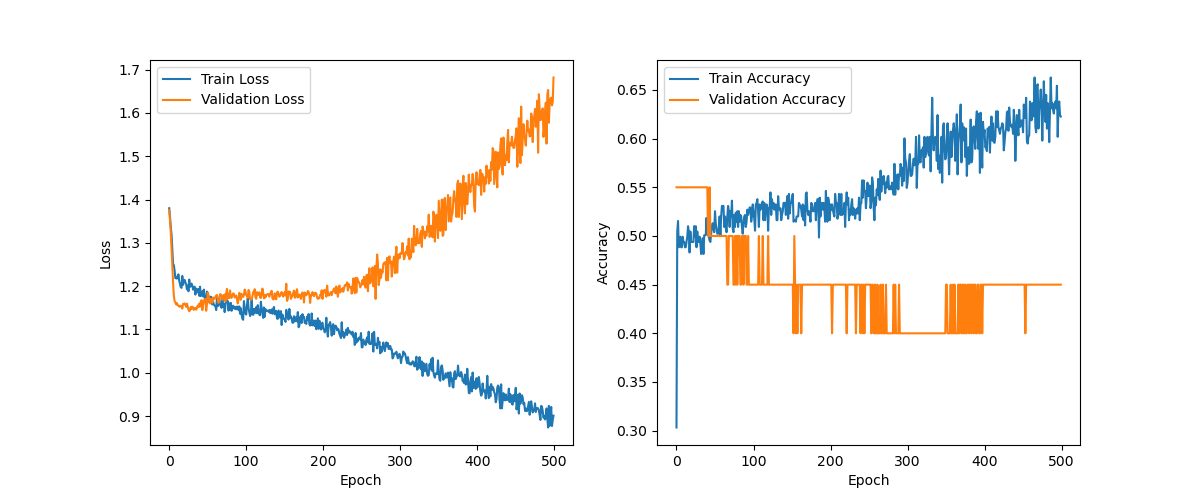 1.7
1.6
1.5
1.4
1.3
1.2
1.1
1.0
0.9
Loss
0 100 200 300 400 500
Epoch
Train Loss
Validation Loss
0.65
0.60
0.55
0.50
0.45
0.40
0.35
0.30
Accuracy
0 100 200 300 400 500
Epoch
Train Accuracy
Validation Accuracy